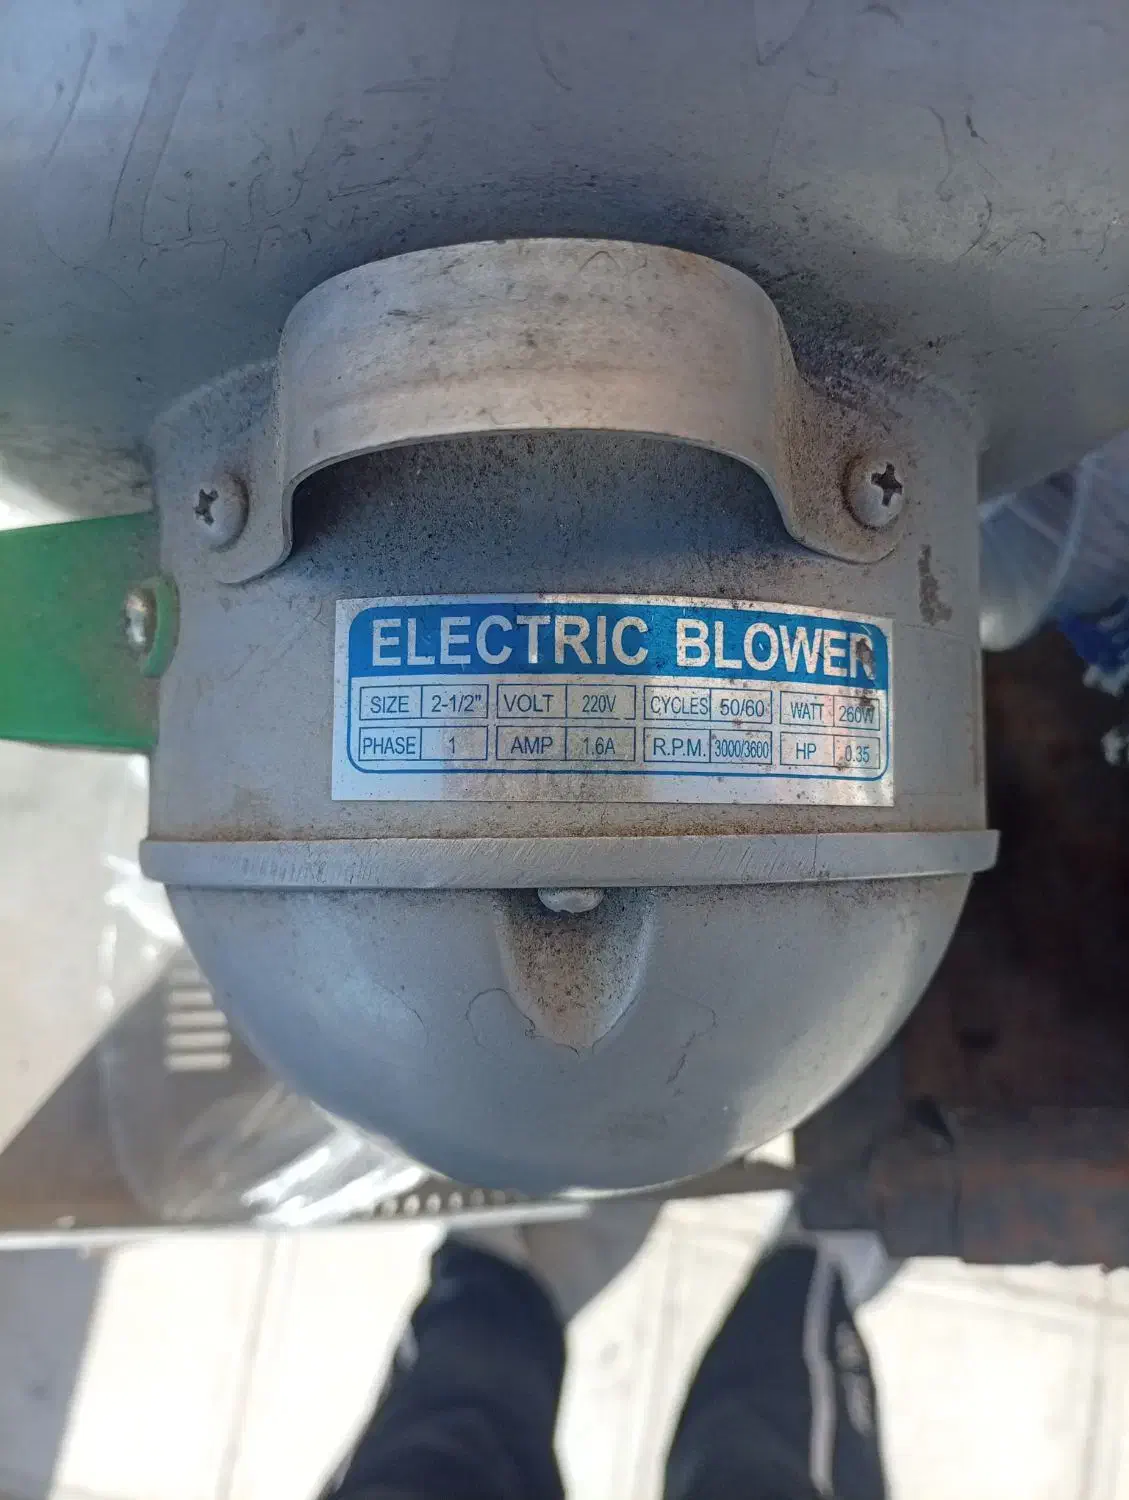 ELECTRIC BLOWER
SIZE 2-1/2" VOLT 220V CYCLES 50/60 WATT 260W
PHASE 1 AMP 1.6A R.P.M. 3000/3600 HP 0.35